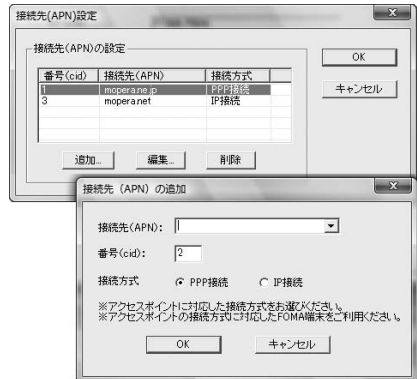 接続先(APN)設定
接続先(APN)の設定
番号(cid) 接続先(APN) 接続方式
1 mopera.ne.jp PPP接続
3 mopera.net IP接続
追加... 編集... 削除
OK
キャンセル
接続先（APN）の追加
接続先(APN):
番号(cid): 2
接続方式 PPP接続 IP接続
※アクセスポイントに対応した接続方式をお選びください。
※アクセスポイントの接続方式に対応したFOMA端末をご利用ください。
OK キャンセル